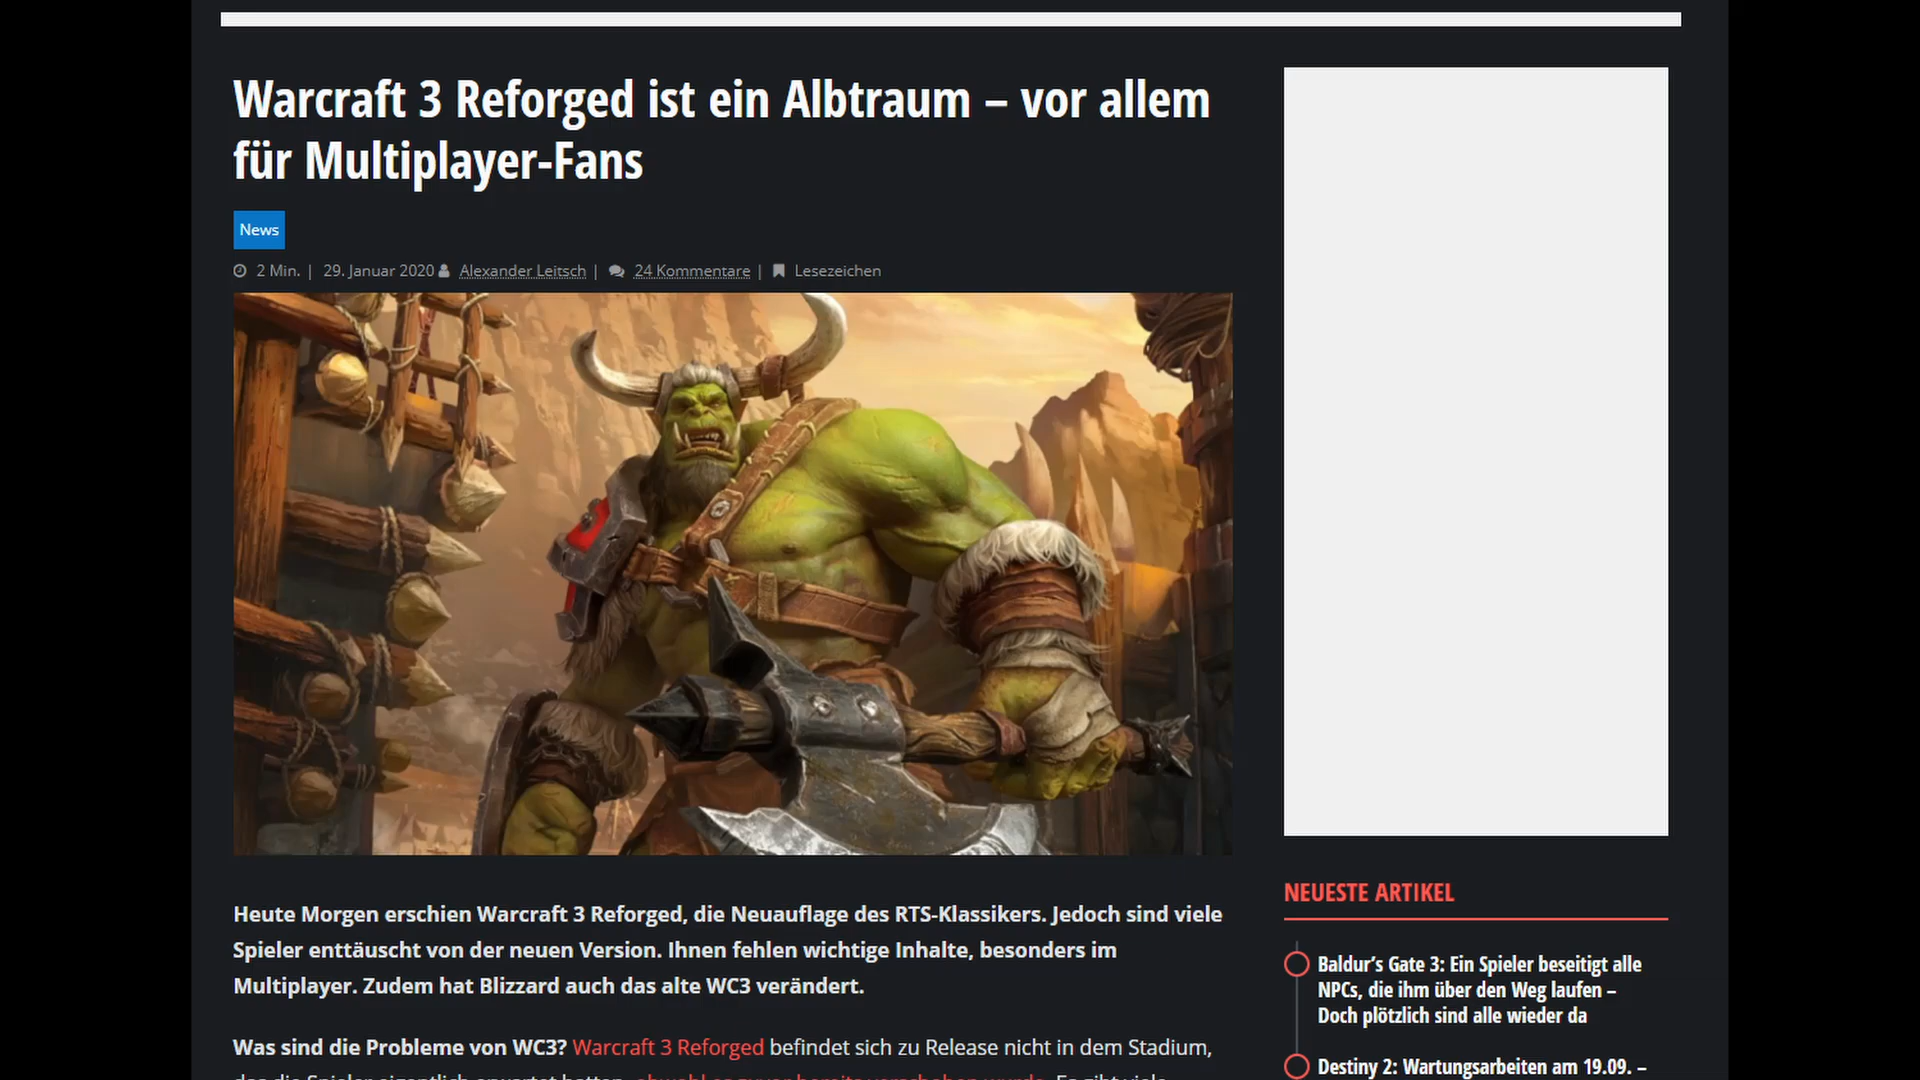 Warcraft 3 Reforged ist ein Albtraum – vor allem
für Multiplayer-Fans
News
2 Min. | 29. Januar 2020 Alexander Leitsch | 24 Kommentare | Lesezeichen
Heute Morgen erschien Warcraft 3 Reforged, die Neuauflage des RTS-Klassikers. Jedoch sind viele
Spieler enttäuscht von der neuen Version. Ihnen fehlen wichtige Inhalte, besonders im
Multiplayer. Zudem hat Blizzard auch das alte WC3 verändert.
Was sind die Probleme von WC3? Warcraft 3 Reforged befindet sich zu Release nicht in dem Stadium,
NEUESTE ARTIKEL
Baldur's Gate 3: Ein Spieler beseitigt alle
NPCs, die ihm über den Weg laufen –
Doch plötzlich sind alle wieder da
Destiny 2: Wartungsarbeiten am 19.09. –